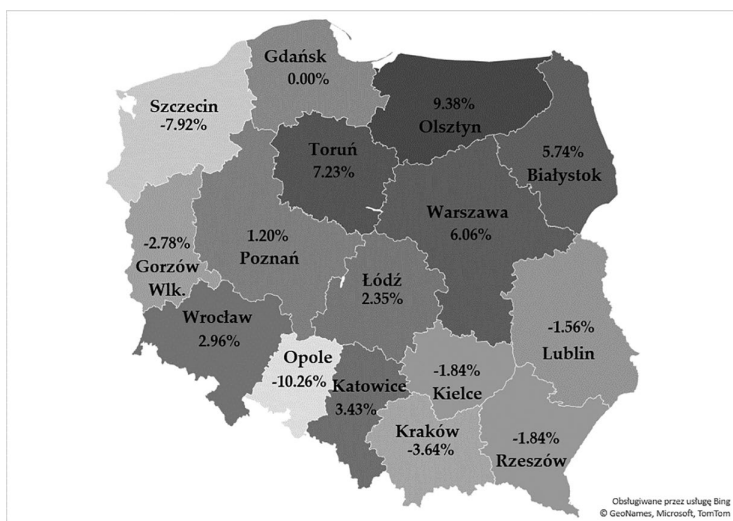 Gdańsk
0.00%
Szczecin
-7.92%
9.38%
Olsztyn
Toruń
7.23%
5.74%
Białystok
Warszawa
6.06%
-2.78%
Gorzów
Wlk.
1.20%
Poznań
Łódź
2.35%
Wrocław
2.96%
-1.56%
Lublin
Opole
-10.26%
Katowice
3.43%
-1.84%
Kielce
Kraków
-3.64%
-1.84%
Rzeszów
Obsługiwane przez usługę Bing
© GeoNames, Microsoft, TomTom